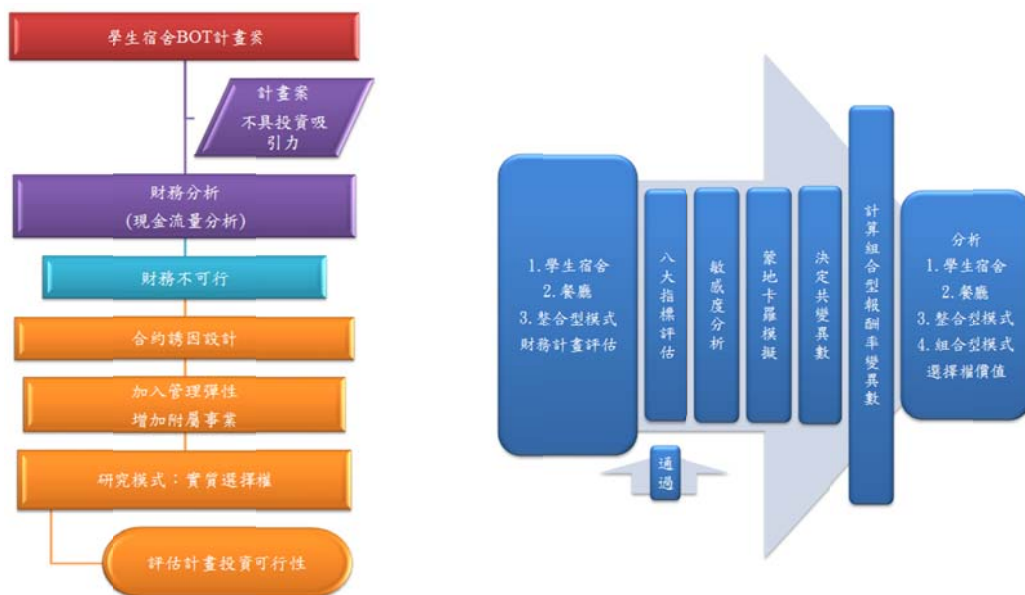 學生宿舍BOT計畫案
計畫案
不具投資吸
引力
財務分析
(現金流量分析)
財務不可行
合約誘因設計
加入管理彈性
增加附屬事業
研究模式：實質選擇權
評估計畫投資可行性
1.學生宿舍
2.餐廳
3.整合型模式
財務計畫評估
八大指標評估
敏感度分析
蒙地卡羅模擬
決定共變異數
計算組合型報酬率變異數
分析
1.學生宿舍
2.餐廳
3.整合型模式
4.組合型模式
選擇權價值
通過